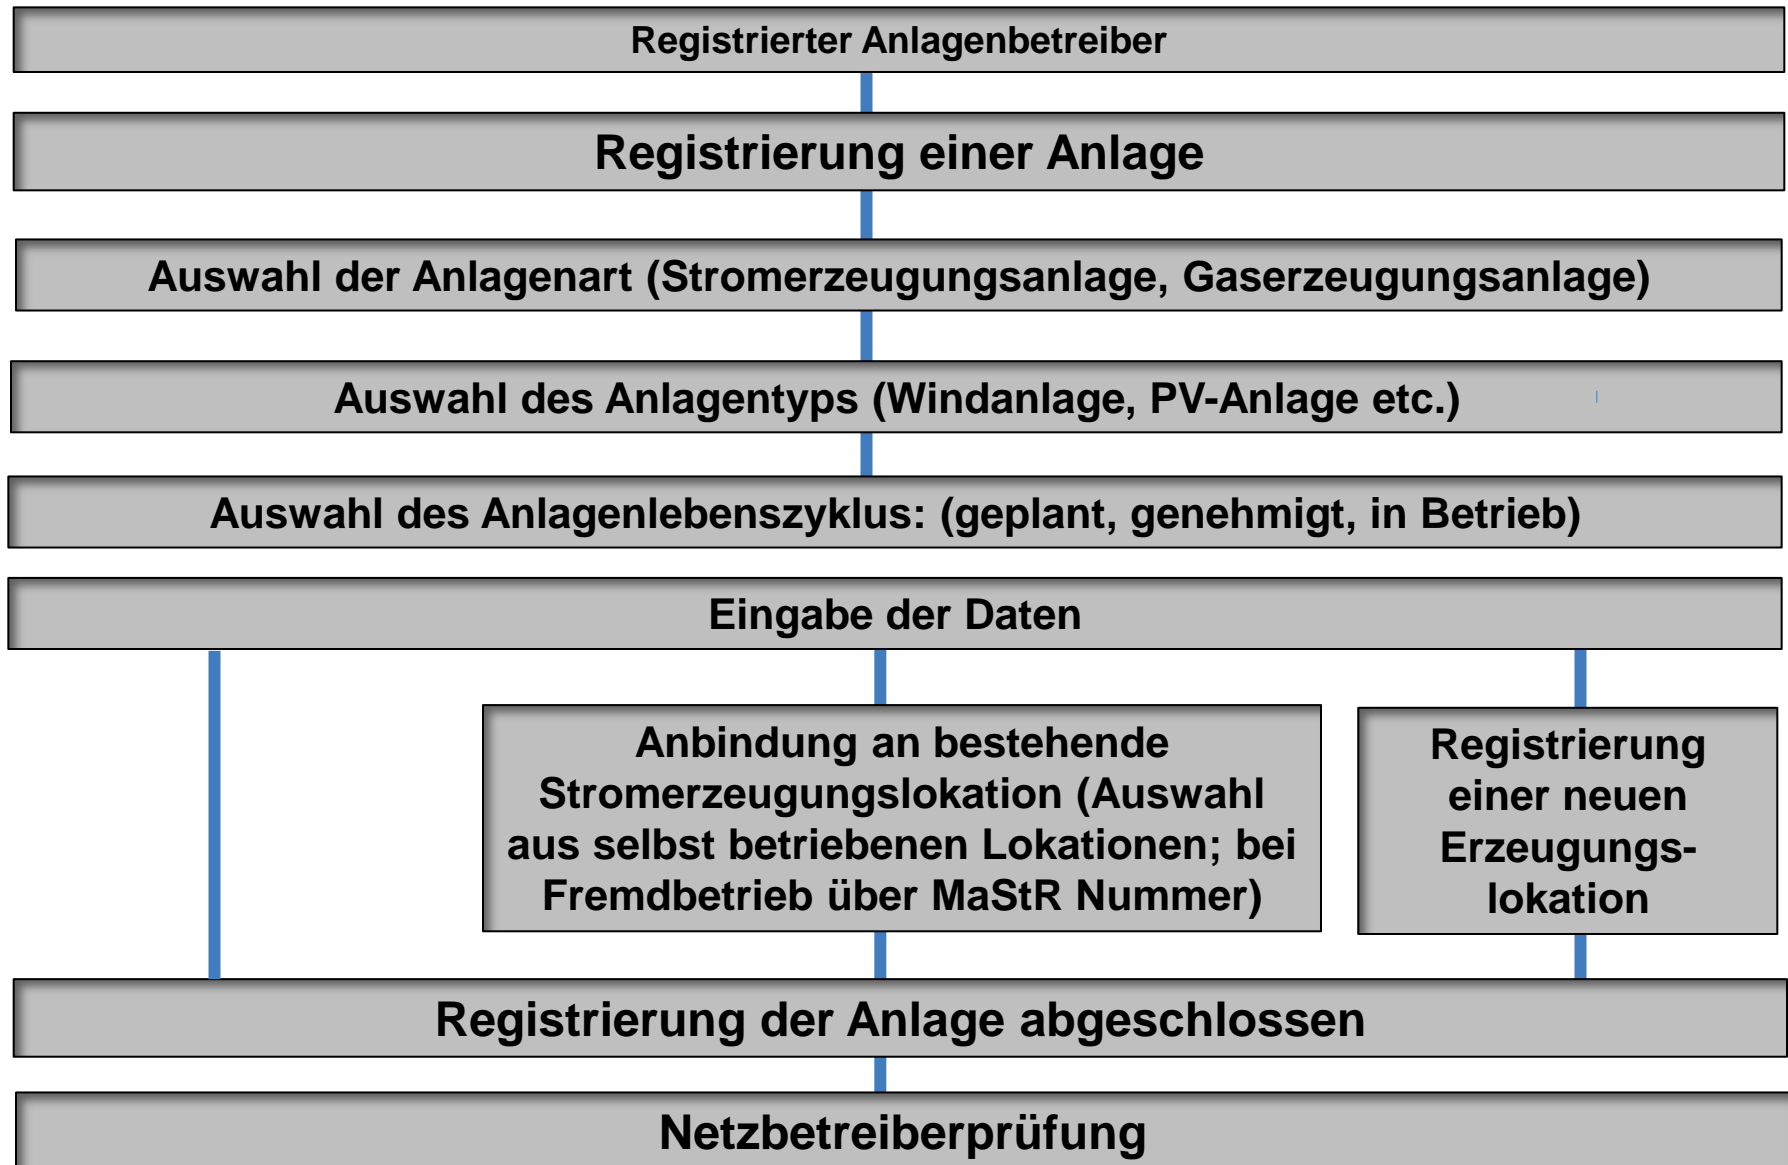 Registrierter Anlagenbetreiber
Registrierung einer Anlage
Auswahl der Anlagenart (Stromerzeugungsanlage, Gaserzeugungsanlage)
Auswahl des Anlagentyps (Windanlage, PV-Anlage etc.)
Auswahl des Anlagenlebenszyklus: (geplant, genehmigt, in Betrieb)
Eingabe der Daten
Anbindung an bestehende
Stromerzeugungslokation (Auswahl
aus selbst betriebenen Lokationen; bei
Fremdbetrieb über MaStR Nummer)
Registrierung
einer neuen
Erzeugungs-
lokation
Registrierung der Anlage abgeschlossen
Netzbetreiberprüfung